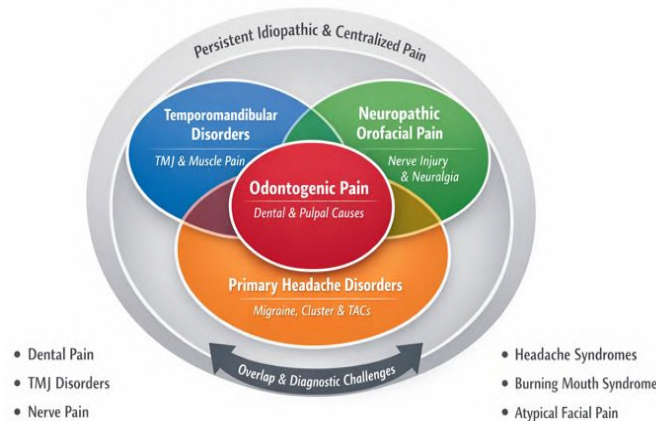 Persistent Idiopathic & Centralized Pain
Temporomandibular
Disorders
TMJ & Muscle Pain
Neuropathic
Orofacial Pain
Nerve Injury
& Neuralgia
Odontogenic Pain
Dental & Pulpal Causes
Primary Headache Disorders
Migraine, Cluster & TACs
Overlap & Diagnostic Challenges
• Dental Pain
• TMJ Disorders
• Nerve Pain
• Headache Syndromes
• Burning Mouth Syndrome
• Atypical Facial Pain